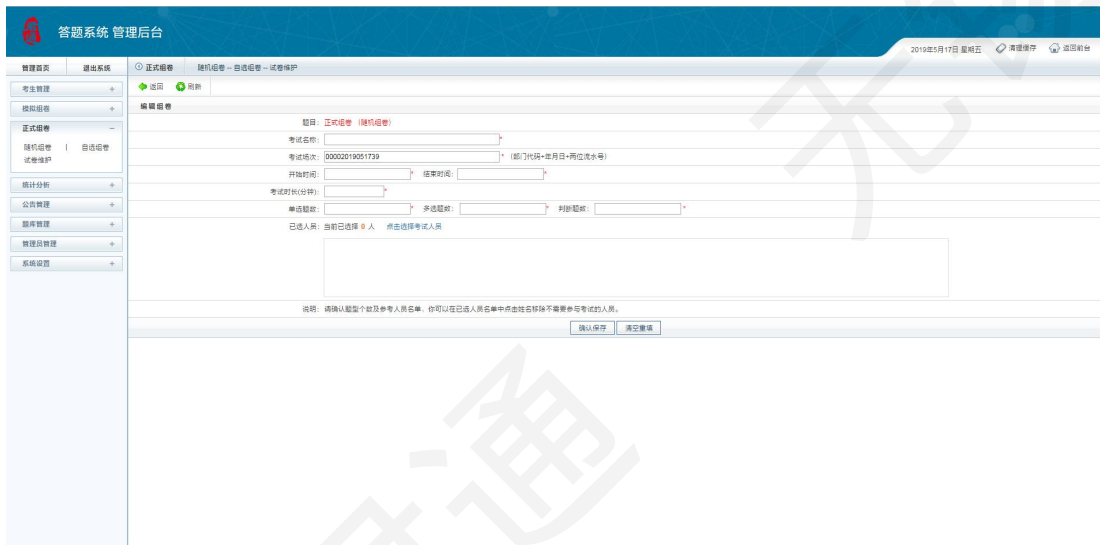 答题系统 管理后台
2019年5月17日 星期五 清理缓存 返回前台
管理首页 退出系统
正式组卷 随机组卷 -- 自选组卷 -- 试卷维护
考生管理 +
模拟组卷 +
正式组卷 −
随机组卷 | 自选组卷
试卷维护
统计分析 +
公告管理 +
题库管理 +
管理员管理 +
系统设置 +
返回 刷新
编辑组卷
题目: 正式组卷 (随机组卷)
考试名称: *
考试场次: 00002019051739 * (部门代码+年月日+两位流水号)
开始时间: * 结束时间: *
考试时长(分钟): *
单选题数: * 多选题数: * 判断题数: *
已选人员: 当前已选择 0 人 点击选择考试人员
说明: 请确认题型个数及参考人员名单,你可以在已选人员名单中点击姓名移除不需要参与考试的人员。
确认保存 清空重填
无
通